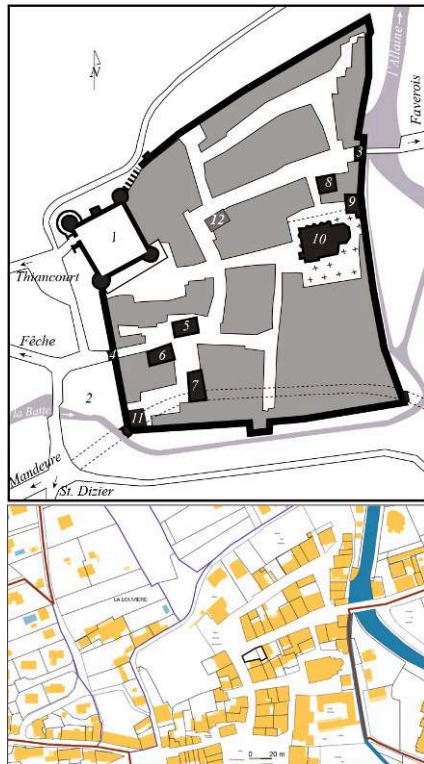 N
l'Allaine
Faverois
3
8
9
12
10
1
Thiancourt
5
Fêche
4
6
2
7
la Batte
11
Mandeure
St. Dizier
LA LOUVIERE
0 20 m